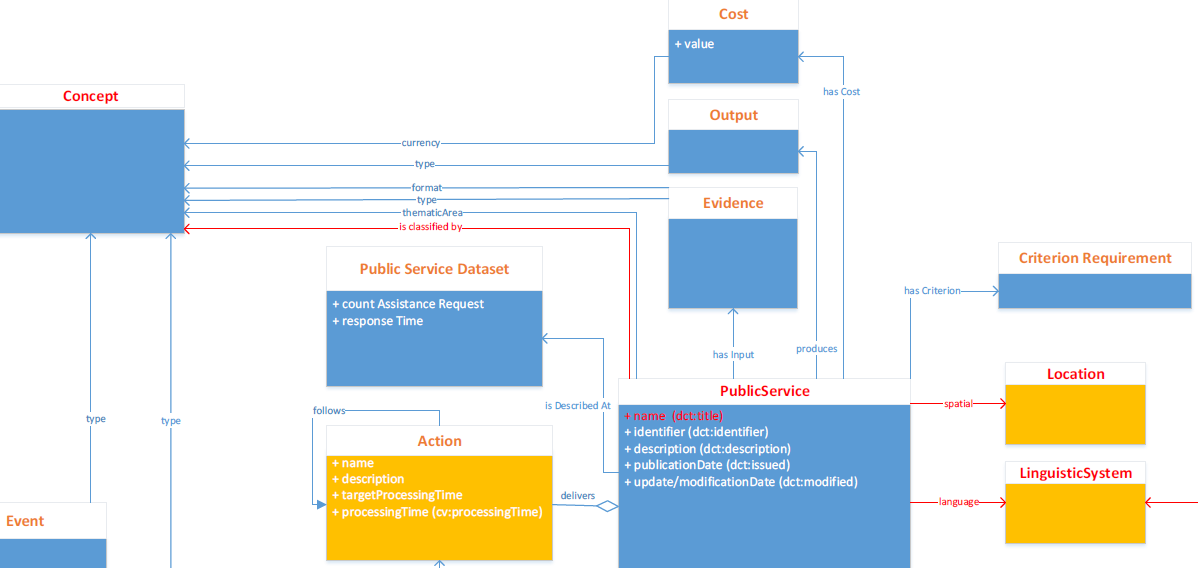 Cost
+ value
has Cost
Concept
Output
currency
type
format
type
thematicArea
is classified by
Evidence
Public Service Dataset
+ count Assistance Request
+ response Time
Criterion Requirement
has Criterion
has Input
produces
is Described At
PublicService
+ name (dct:title)
+ identifier (dct:identifier)
+ description (dct:description)
+ publicationDate (dct:issued)
+ update/modificationDate (dct:modified)
Location
spatial
follows
type
type
Action
+ name
+ description
+ targetProcessingTime
+ processingTime (cv:processingTime)
delivers
LinguisticSystem
language
Event